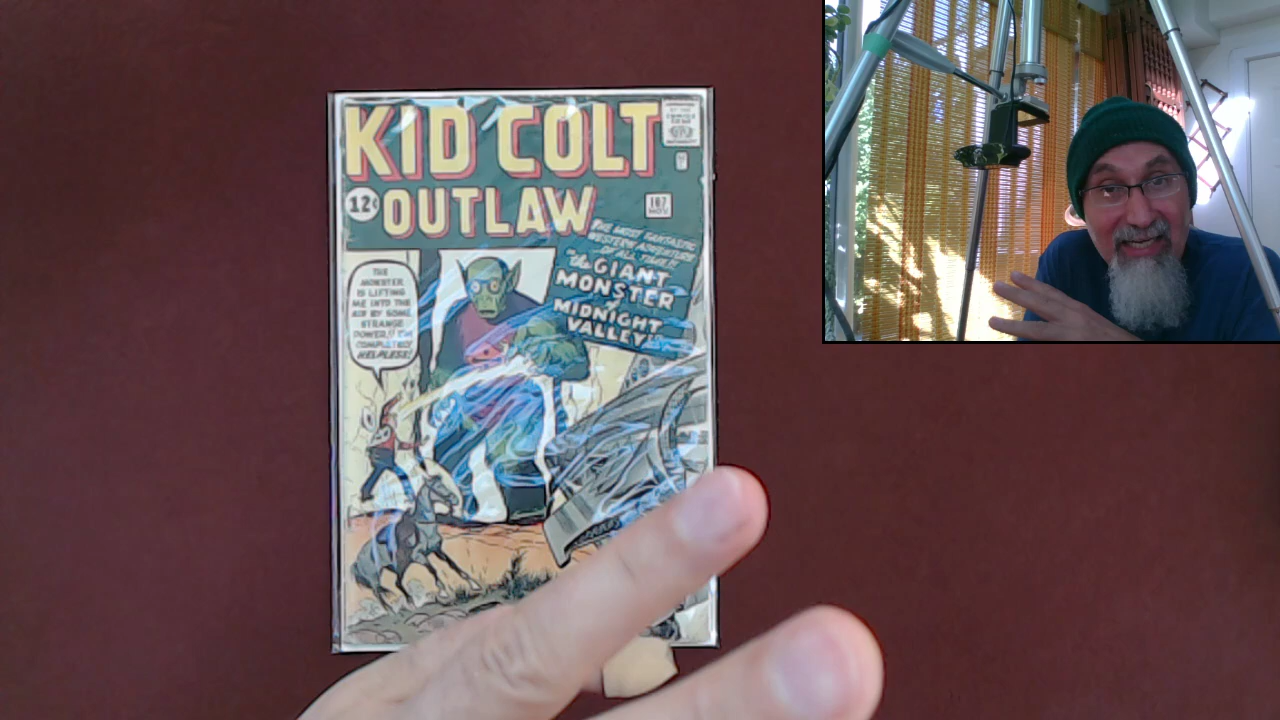 KID COLT
OUTLAW
12¢
107
NOV.
THE MOST FANTASTIC
WESTERN ADVENTURE
OF ALL TIME!!
"the GIANT
MONSTER
of
MIDNIGHT
VALLEY"
THE
MONSTER
IS LIFTING
ME INTO THE
AIR BY SOME
STRANGE
POWER! I'M
COMPLETELY
HELPLESS!